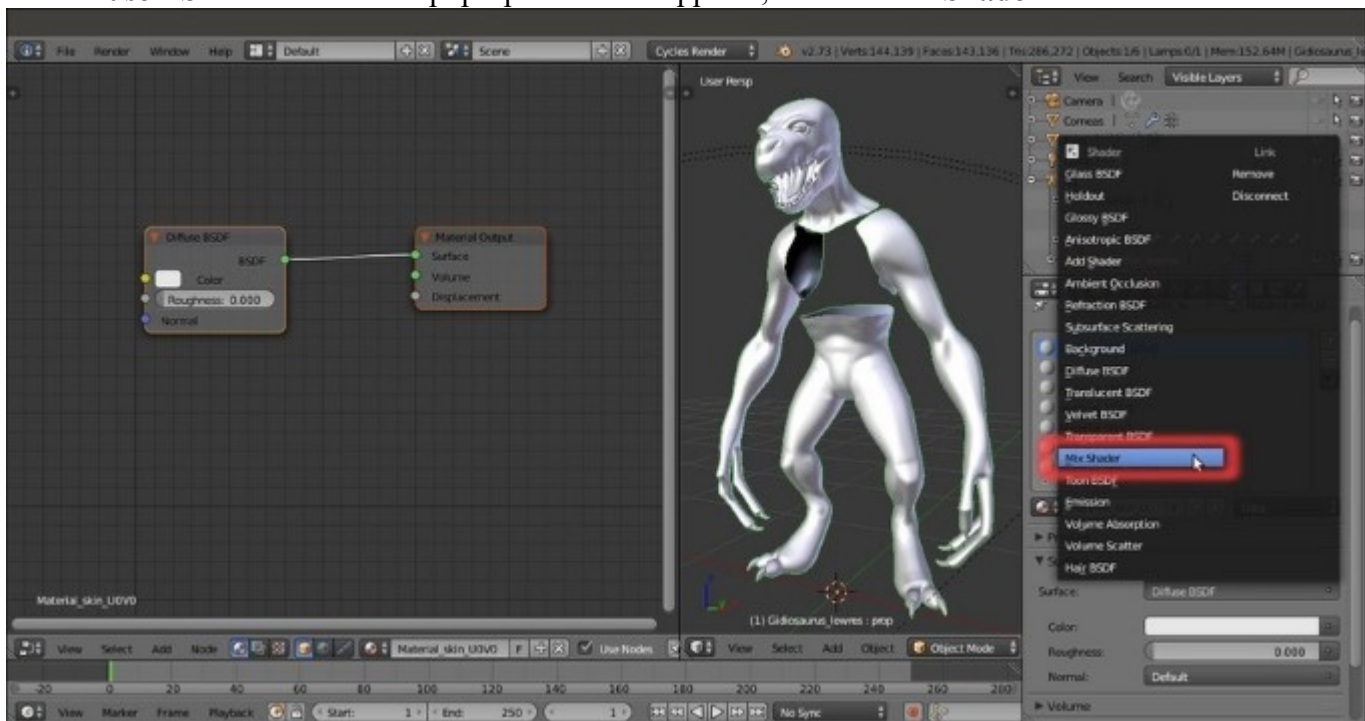 File Render Window Help Default Scene Cycles Render v2.73 | Verts:144,139 | Faces:143,136 | Tris:286,272 | Objects:1/6 | Lamps:0/1 | Mem:152.64M |
User Persp
View Search Visible Layers
Camera
Corneas
Shader Link
Glass BSDF Remove
Holdout Disconnect
Glossy BSDF
Anisotropic BSDF
Add Shader
Ambient Occlusion
Refraction BSDF
Subsurface Scattering
Background
Diffuse BSDF
Translucent BSDF
Velvet BSDF
Transparent BSDF
Mix Shader
Toon BSDF
Emission
Volume Absorption
Volume Scatter
Hair BSDF
Diffuse BSDF
BSDF
Color
Roughness: 0.000
Normal
Material Output
Surface
Volume
Displacement
Material_skin_U0V0
(1) Gidiosaurus_lowres : prop
Surface: Diffuse BSDF
Color:
Roughness: 0.000
Normal: Default
Volume
View Select Add Node Material_skin_U0V0 F Use Nodes
View Select Add Object Object Mode
-20 0 20 40 60 80 100 120 140 160 180 200 220 240 260 280
View Marker Frame Playback Start: 1 End: 250 1 No Sync